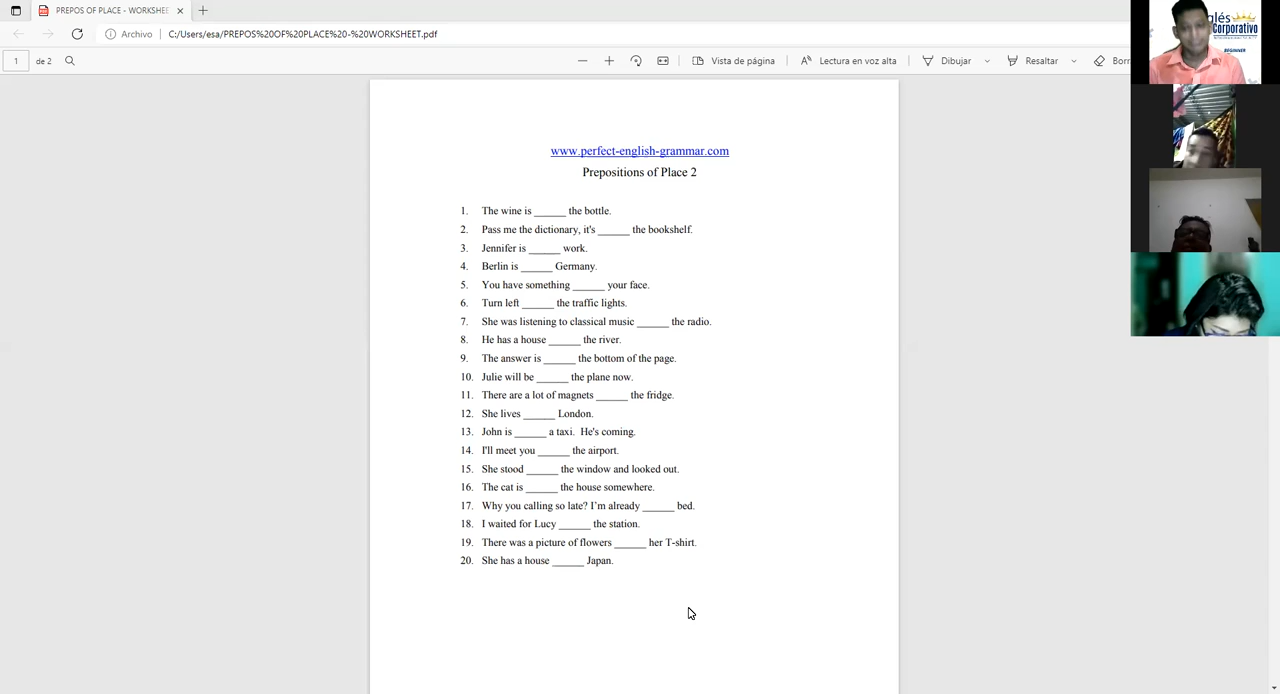 PREPOS OF PLACE - WORKSHEE
Archivo C:/Users/esa/PREPOS%20OF%20PLACE%20-%20WORKSHEET.pdf
1 de 2 Vista de página Lectura en voz alta Dibujar Resaltar Borr
glés
Corporativo
BEGINNER
www.perfect-english-grammar.com
Prepositions of Place 2
1. The wine is ______ the bottle.
2. Pass me the dictionary, it's ______ the bookshelf.
3. Jennifer is ______ work.
4. Berlin is ______ Germany.
5. You have something ______ your face.
6. Turn left ______ the traffic lights.
7. She was listening to classical music ______ the radio.
8. He has a house ______ the river.
9. The answer is ______ the bottom of the page.
10. Julie will be ______ the plane now.
11. There are a lot of magnets ______ the fridge.
12. She lives ______ London.
13. John is ______ a taxi. He's coming.
14. I'll meet you ______ the airport.
15. She stood ______ the window and looked out.
16. The cat is ______ the house somewhere.
17. Why you calling so late? I'm already ______ bed.
18. I waited for Lucy ______ the station.
19. There was a picture of flowers ______ her T-shirt.
20. She has a house ______ Japan.